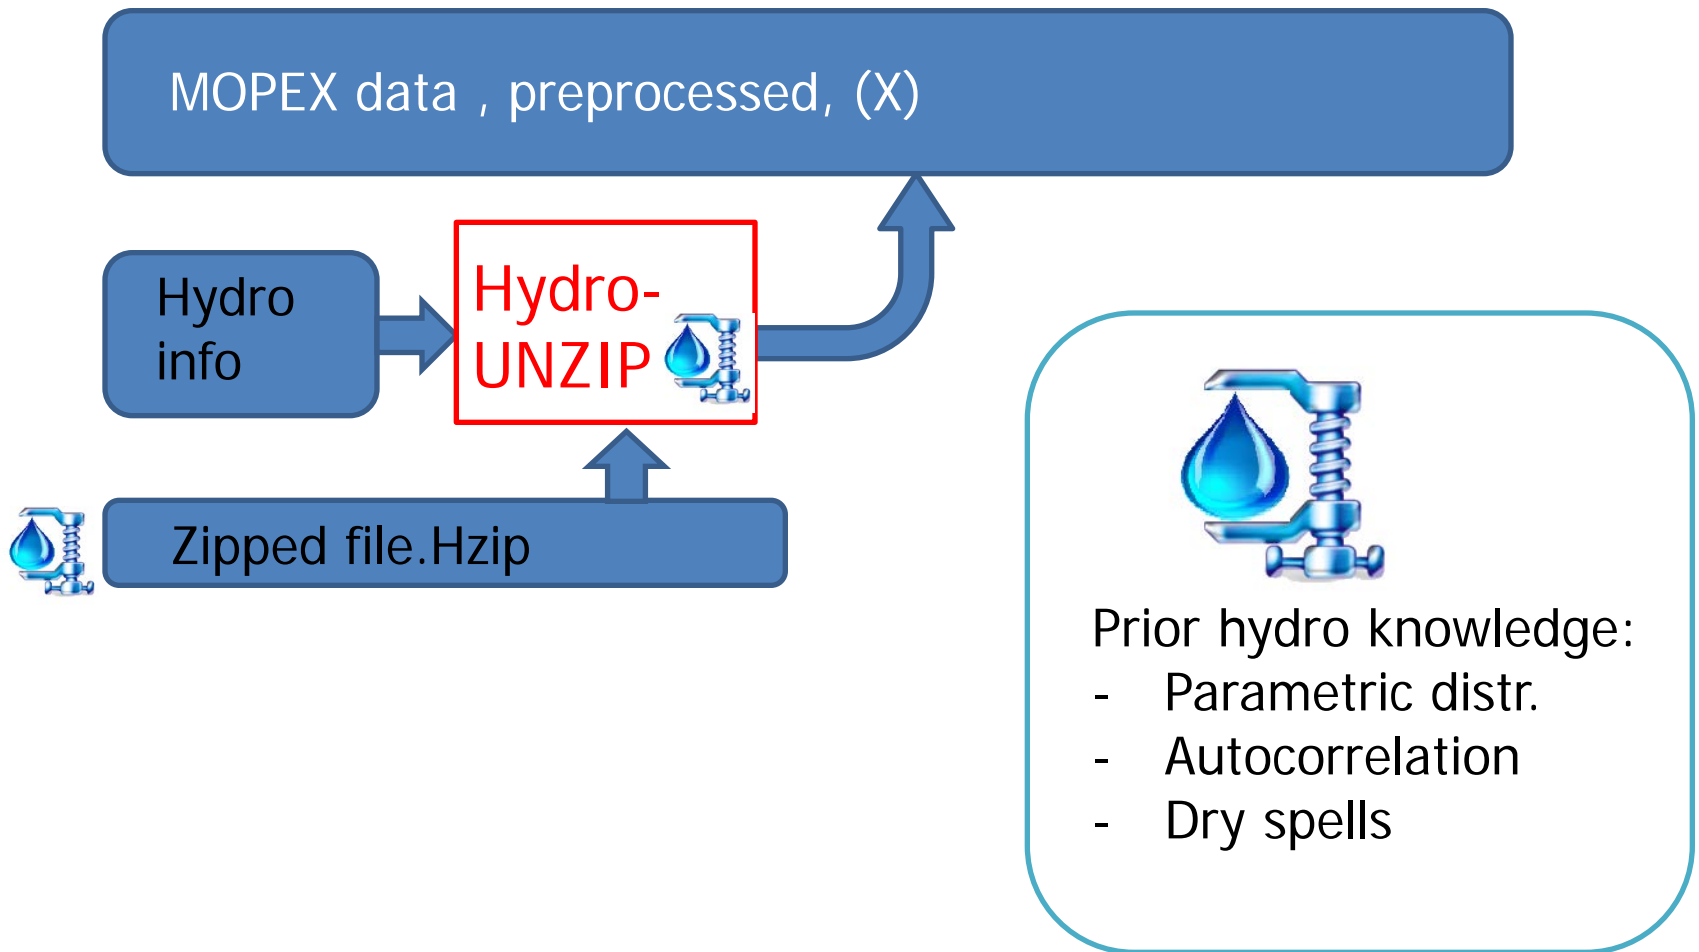 MOPEX data , preprocessed, (X)
Hydro
info
Hydro-
UNZIP
Zipped file.Hzip
Prior hydro knowledge:
- Parametric distr.
- Autocorrelation
- Dry spells